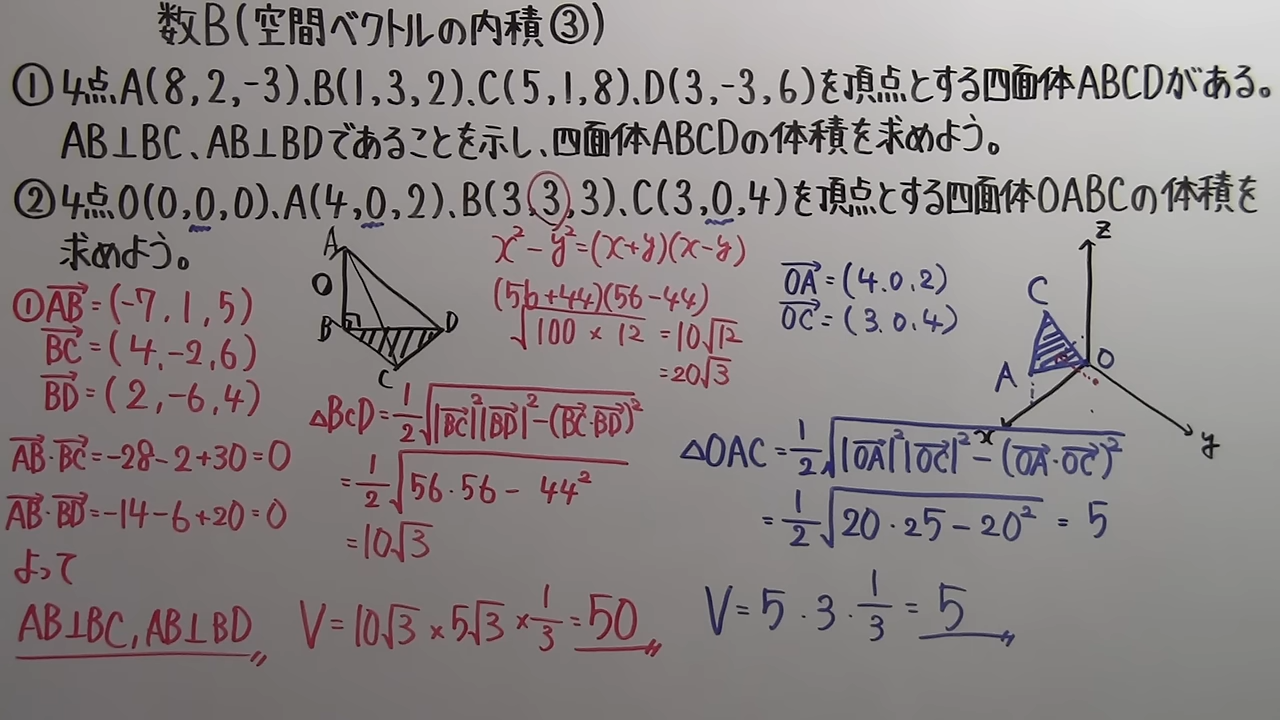 数B(空間ベクトルの内積③)
①4点A(8,2,-3)、B(1,3,2)、C(5,1,8)、D(3,-3,6)を頂点とする四面体ABCDがある。
AB⊥BC、AB⊥BDであることを示し、四面体ABCDの体積を求めよう。
②4点O(0,0,0)、A(4,0,2)、B(3,3,3)、C(3,0,4)を頂点とする四面体OABCの体積を
求めよう。
①AB→=(-7,1,5)
BC→=(4,-2,6)
BD→=(2,-6,4)
AB→・BC→=-28-2+30=0
AB→・BD→=-14-6+20=0
よって
AB⊥BC,AB⊥BD
A
O
B
D
C
x²-y²=(x+y)(x-y)
√(56+44)(56-44)
√100×12=10√12
=20√3
△BCD=1/2√|BC→|²|BD→|²-(BC→・BD→)²
=1/2√56・56-44²
=10√3
V=10√3×5√3×1/3=50
OA→=(4,0,2)
OC→=(3,0,4)
z
C
A
O
x
y
△OAC=1/2√|OA→|²|OC→|²-(OA→・OC→)²
=1/2√20・25-20²=5
V=5・3・1/3=5